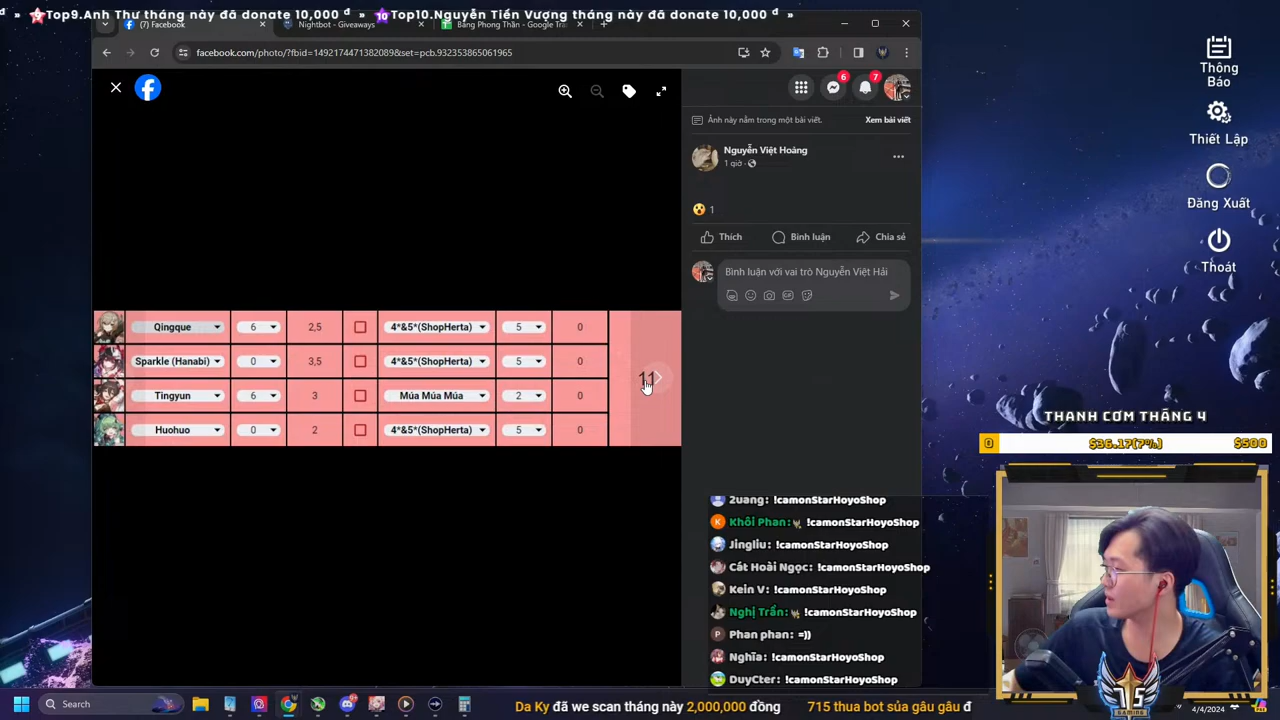 đ » Top9.Anh Thư tháng này đã donate 10,000 đ » Top10.Nguyễn Tiến Vượng tháng này đã donate 10,000 đ »
(7) Facebook
Nightbot - Giveaways
Bảng Phong Thần - Google Tra
facebook.com/photo/?fbid=1492174471382089&set=pcb.932353865061965
6
7
Ảnh này nằm trong một bài viết.
Xem bài viết
Nguyễn Việt Hoàng
1 giờ
1
Thích
Bình luận
Chia sẻ
Bình luận với vai trò Nguyễn Việt Hải
Thông Báo
Thiết Lập
Đăng Xuất
Thoát
Qingque 6 2,5 4*&5*(ShopHerta) 5 0
Sparkle (Hanabi) 0 3,5 4*&5*(ShopHerta) 5 0
Tingyun 6 3 Múa Múa Múa 2 0
Huohuo 0 2 4*&5*(ShopHerta) 5 0
11
THANH CƠM THÁNG 4
0 $36.17(7%) $500
2uang: !camonStarHoyoShop
Khôi Phan: !camonStarHoyoShop
Jingliu: !camonStarHoyoShop
Cát Hoài Ngọc: !camonStarHoyoShop
Kein V: !camonStarHoyoShop
Nghị Trần: !camonStarHoyoShop
Phan phan: =))
Nghĩa: !camonStarHoyoShop
DuyCter: !camonStarHoyoShop
715
GAMING
Search
Da Ky đã we scan tháng này 2,000,000 đồng
715 thua bot sủa gâu gâu đ
4/4/2024